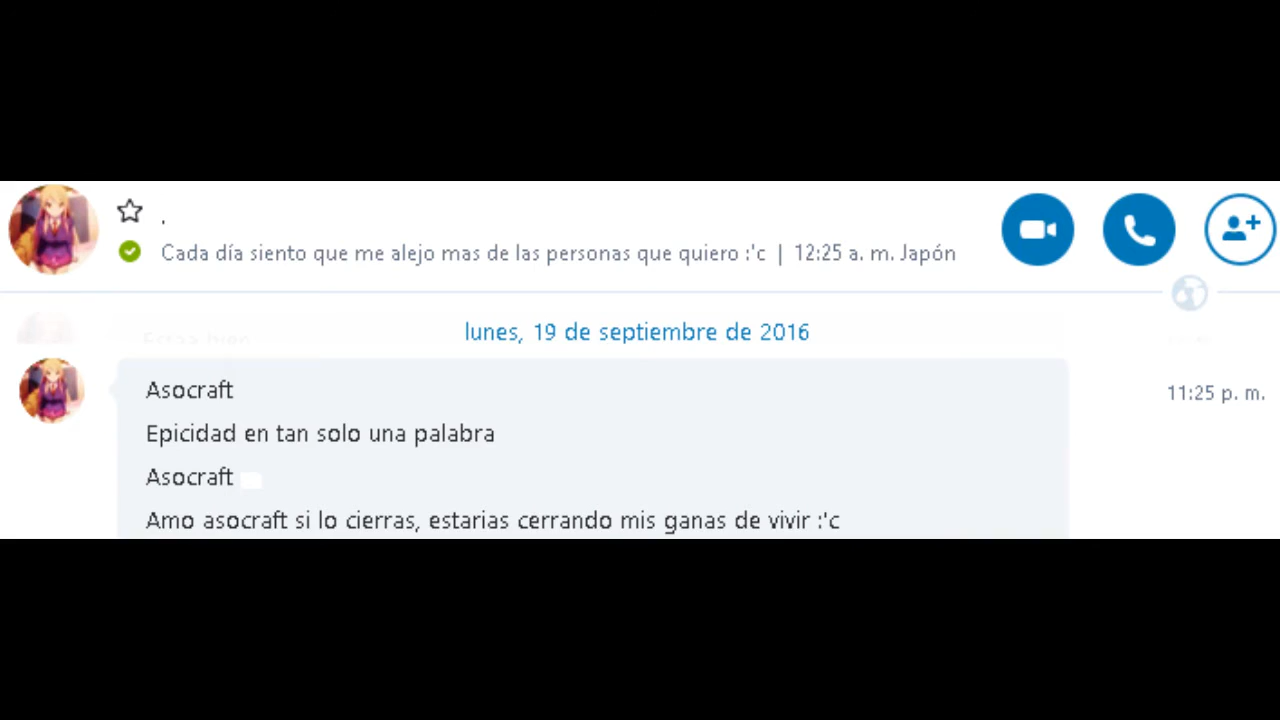 .
Cada día siento que me alejo mas de las personas que quiero :'c | 12:25 a. m. Japón
lunes, 19 de septiembre de 2016
Asocraft
11:25 p. m.
Epicidad en tan solo una palabra
Asocraft
Amo asocraft si lo cierras, estarias cerrando mis ganas de vivir :'c